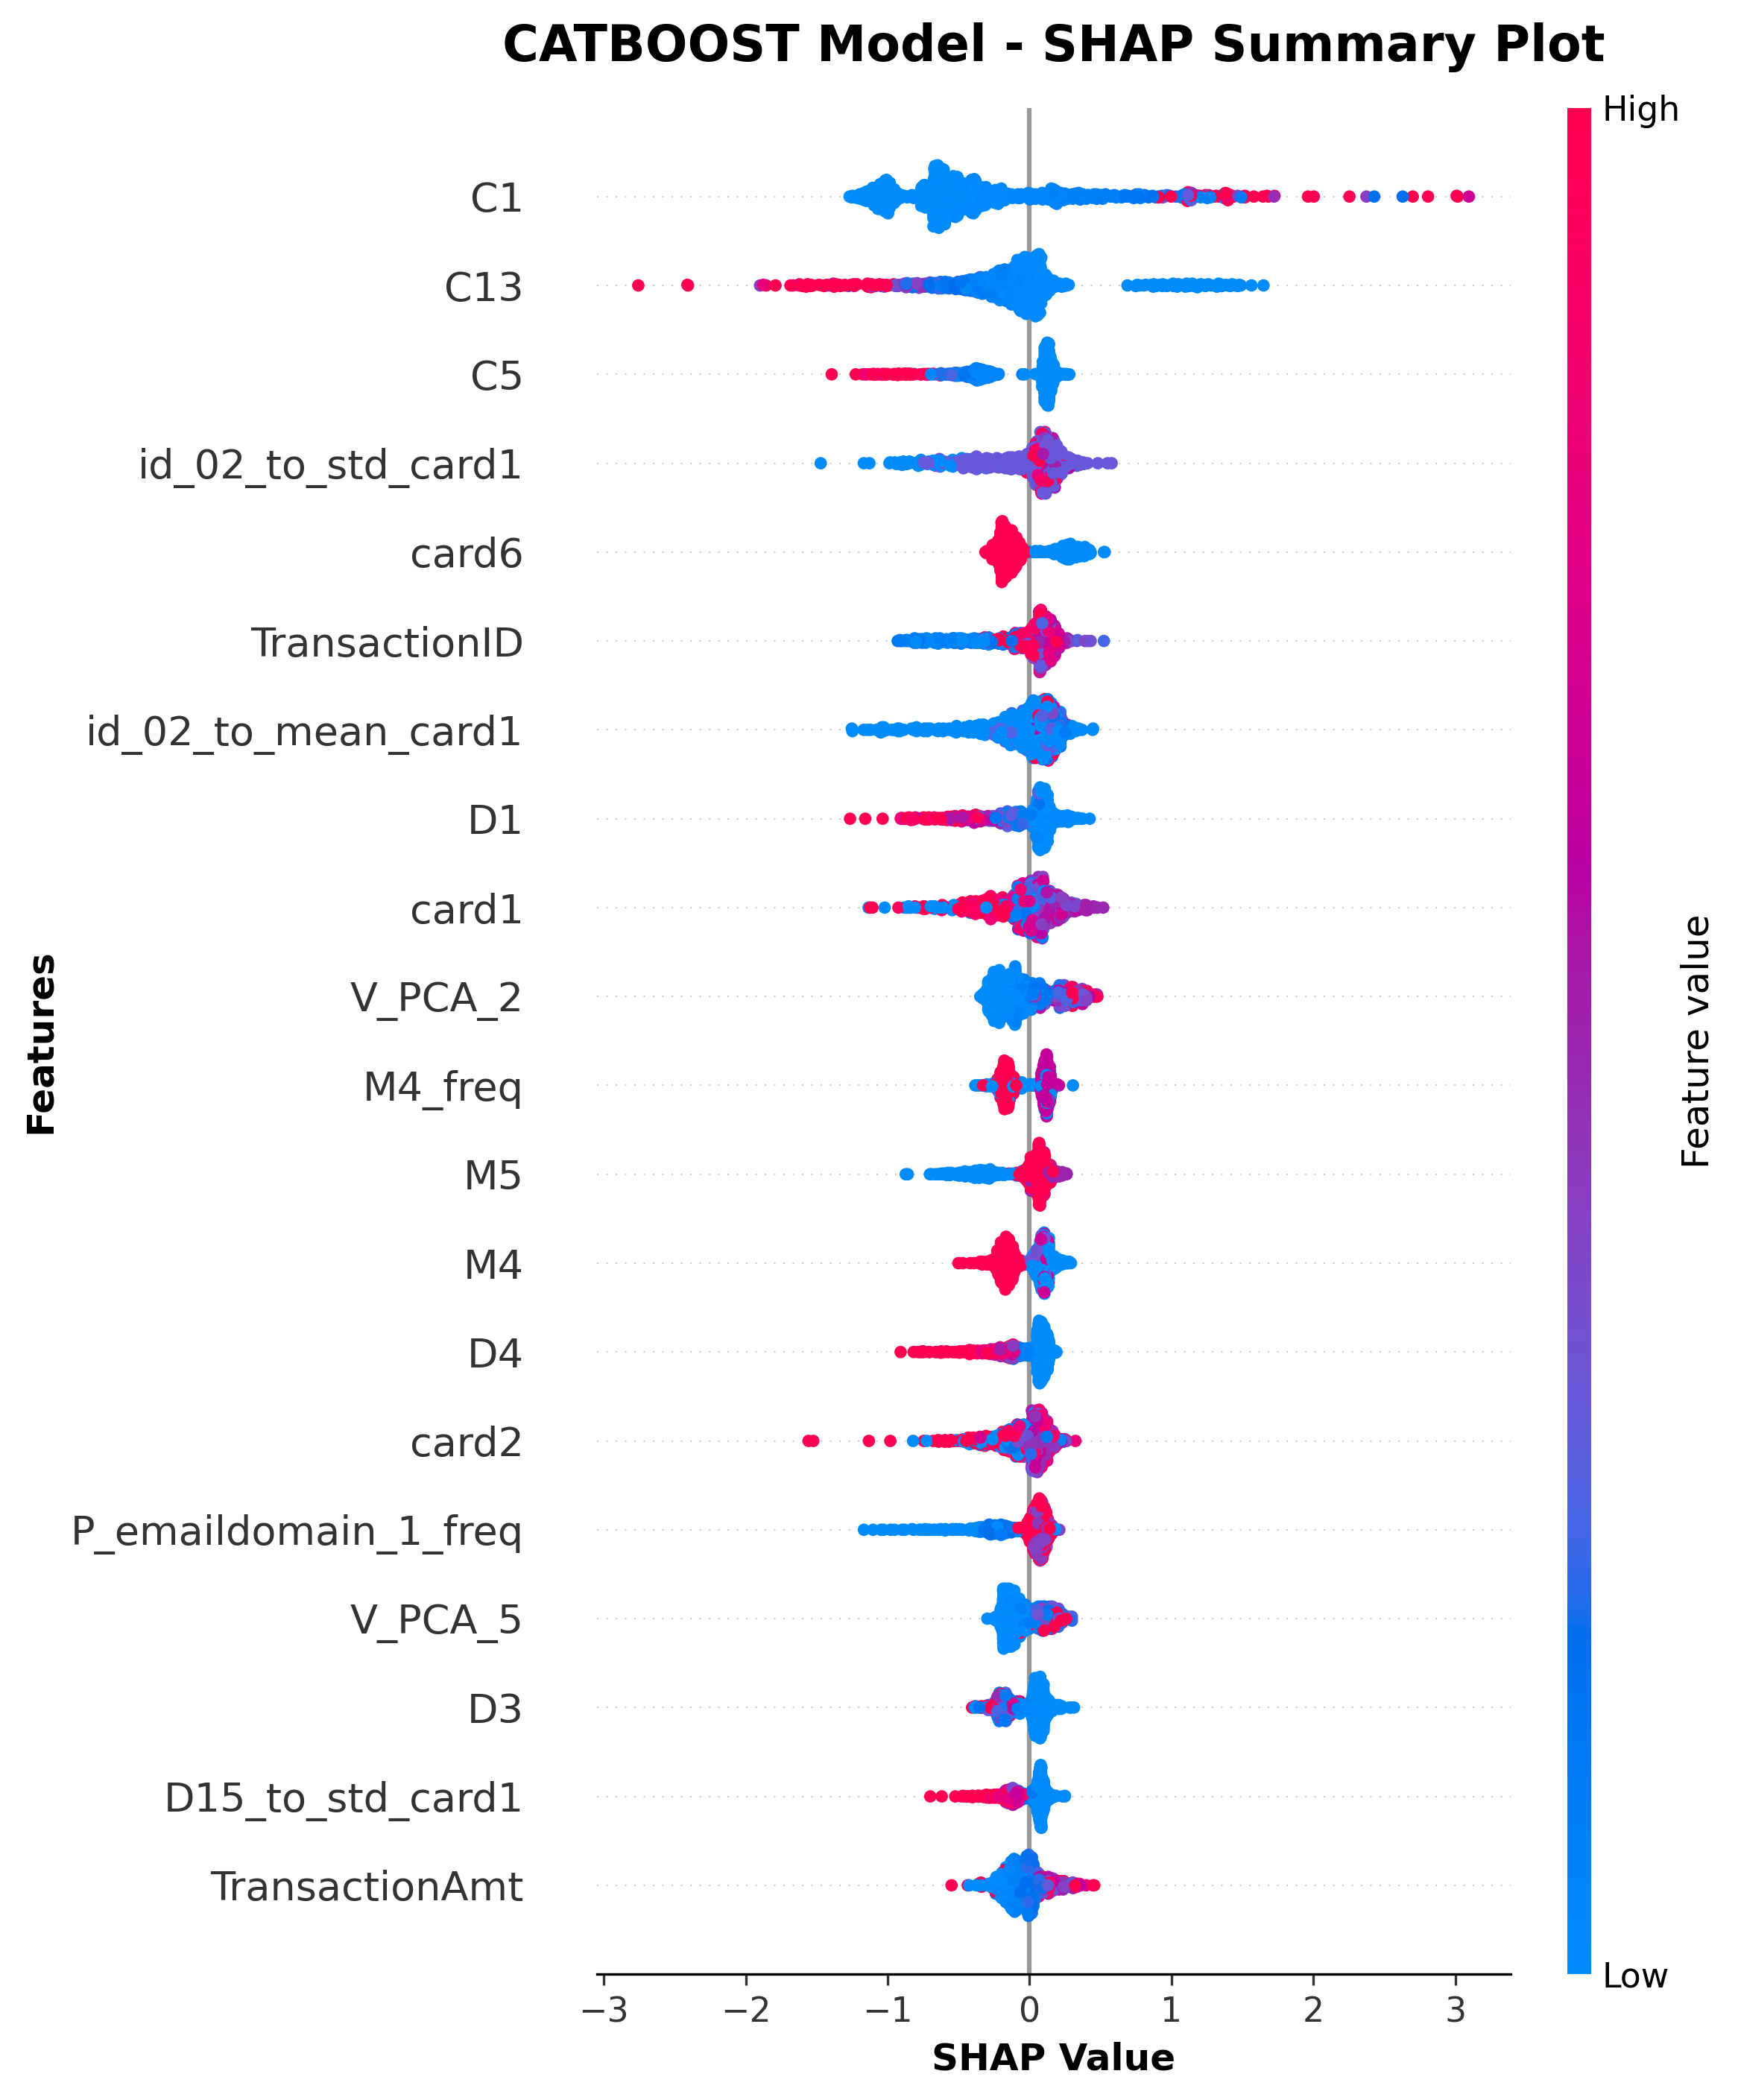 CATBOOST Model - SHAP Summary Plot
High
C1
C13
C5
id_02_to_std_card1
card6
TransactionID
id_02_to_mean_card1
D1
card1
V_PCA_2
M4_freq
M5
M4
D4
card2
P_emaildomain_1_freq
V_PCA_5
D3
D15_to_std_card1
TransactionAmt
Features
Feature value
Low
−3 −2 −1 0 1 2 3
SHAP Value